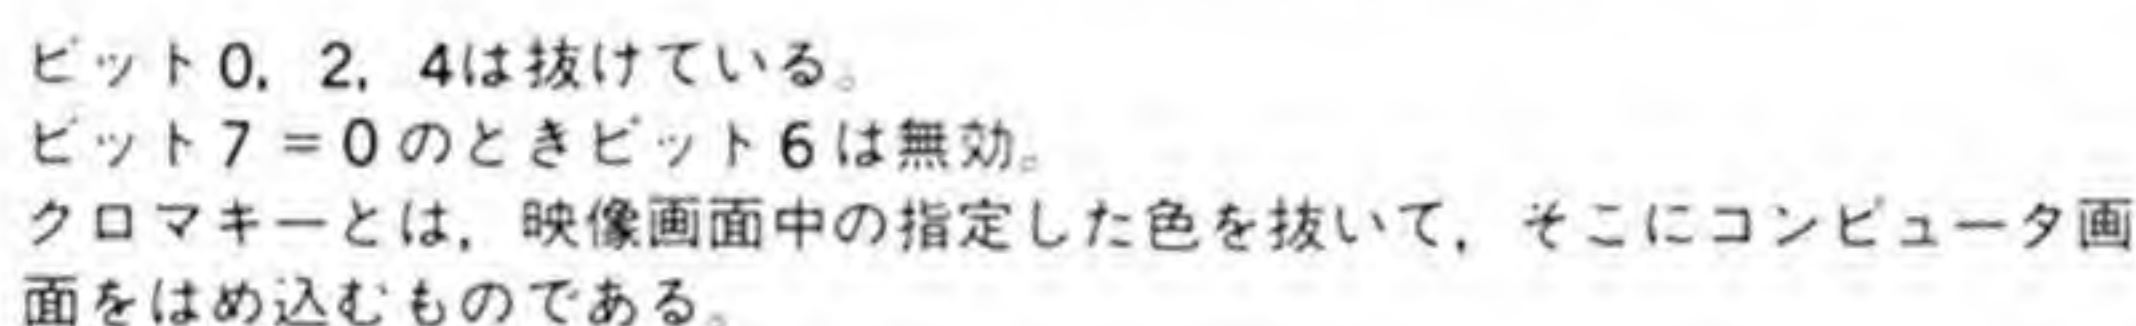 ビット0，2，4は抜けている。
ビット7＝0のときビット6は無効。
クロマキーとは，映像画面中の指定した色を抜いて，そこにコンピュータ画
面をはめ込むものである。